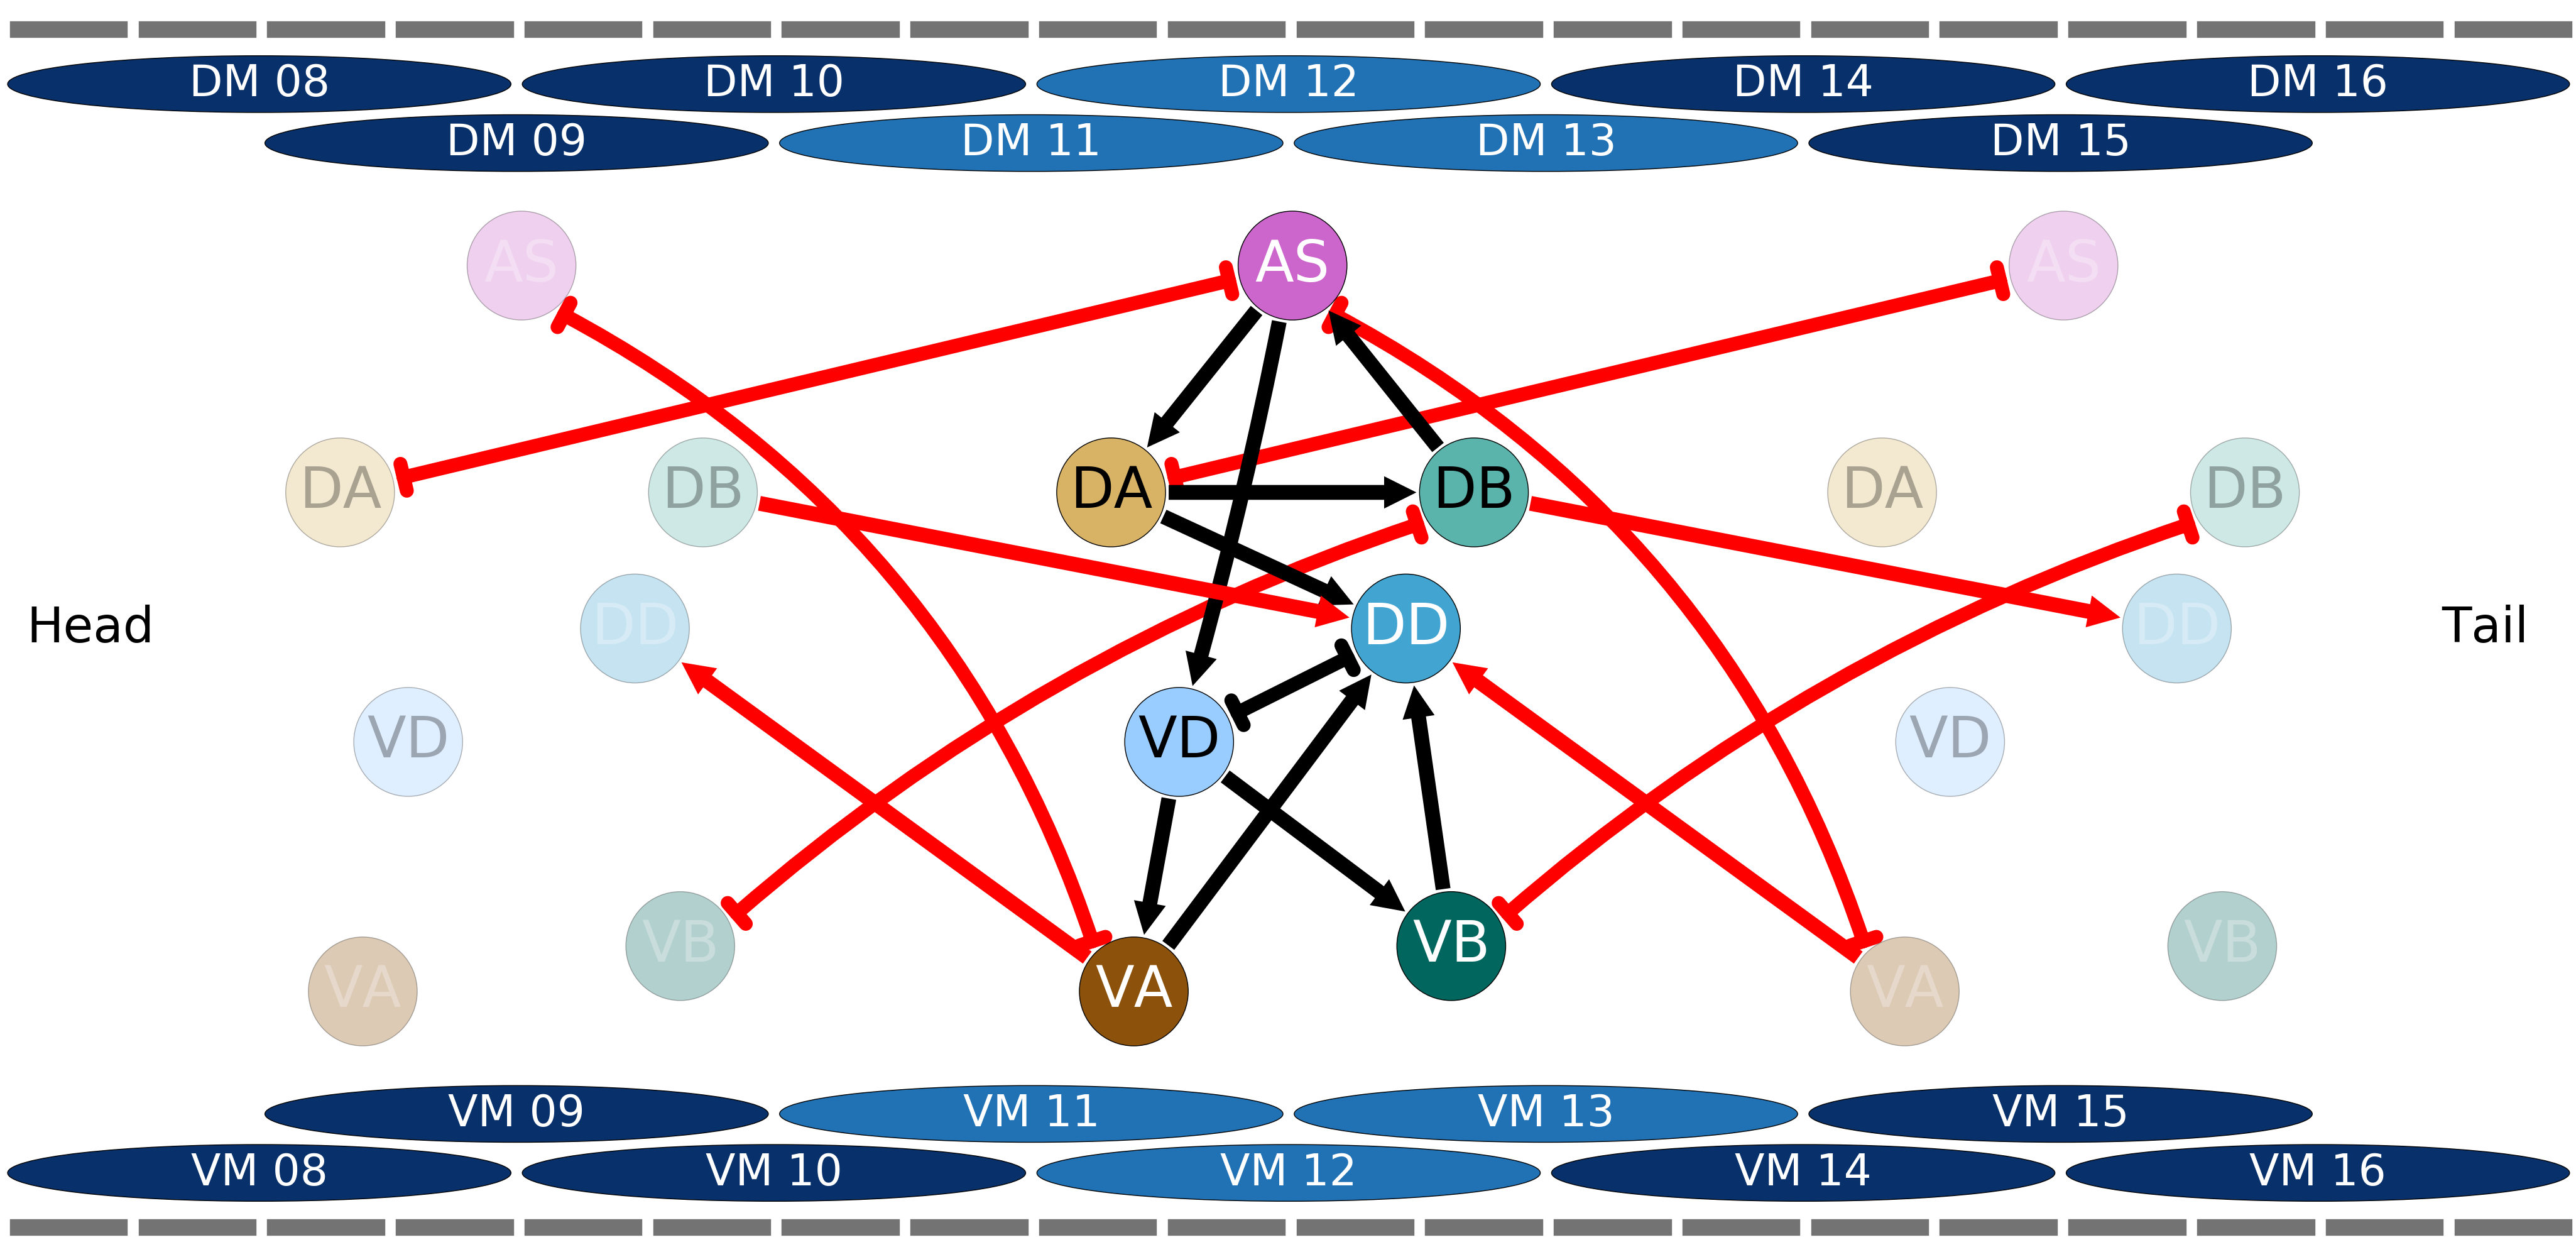 DM 08 DM 10 DM 12 DM 14 DM 16
DM 09 DM 11 DM 13 DM 15
AS AS AS
DA DB DA DB DA DB
Head DD DD DD Tail
VD VD VD
VB VB VB
VA VA VA
VM 09 VM 11 VM 13 VM 15
VM 08 VM 10 VM 12 VM 14 VM 16